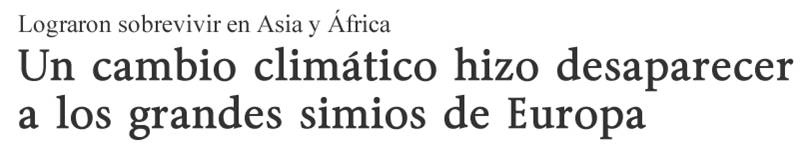 Lograron sobrevivir en Asia y África
Un cambio climático hizo desaparecer
a los grandes simios de Europa